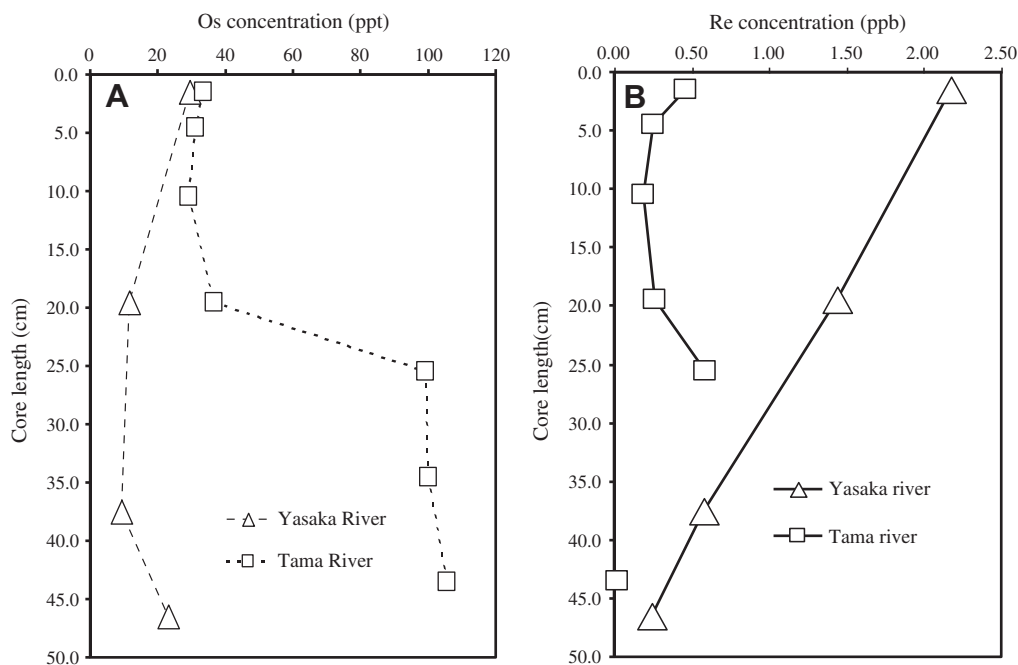 Os concentration (ppt)
0 20 40 60 80 100 120
0.0
5.0
10.0
15.0
20.0
25.0
30.0
35.0
40.0
45.0
50.0
Core length (cm)
A
Yasaka River
Tama River
Re concentration (ppb)
0.00 0.50 1.00 1.50 2.00 2.50
0.0
5.0
10.0
15.0
20.0
25.0
30.0
35.0
40.0
45.0
50.0
Core length(cm)
B
Yasaka river
Tama river